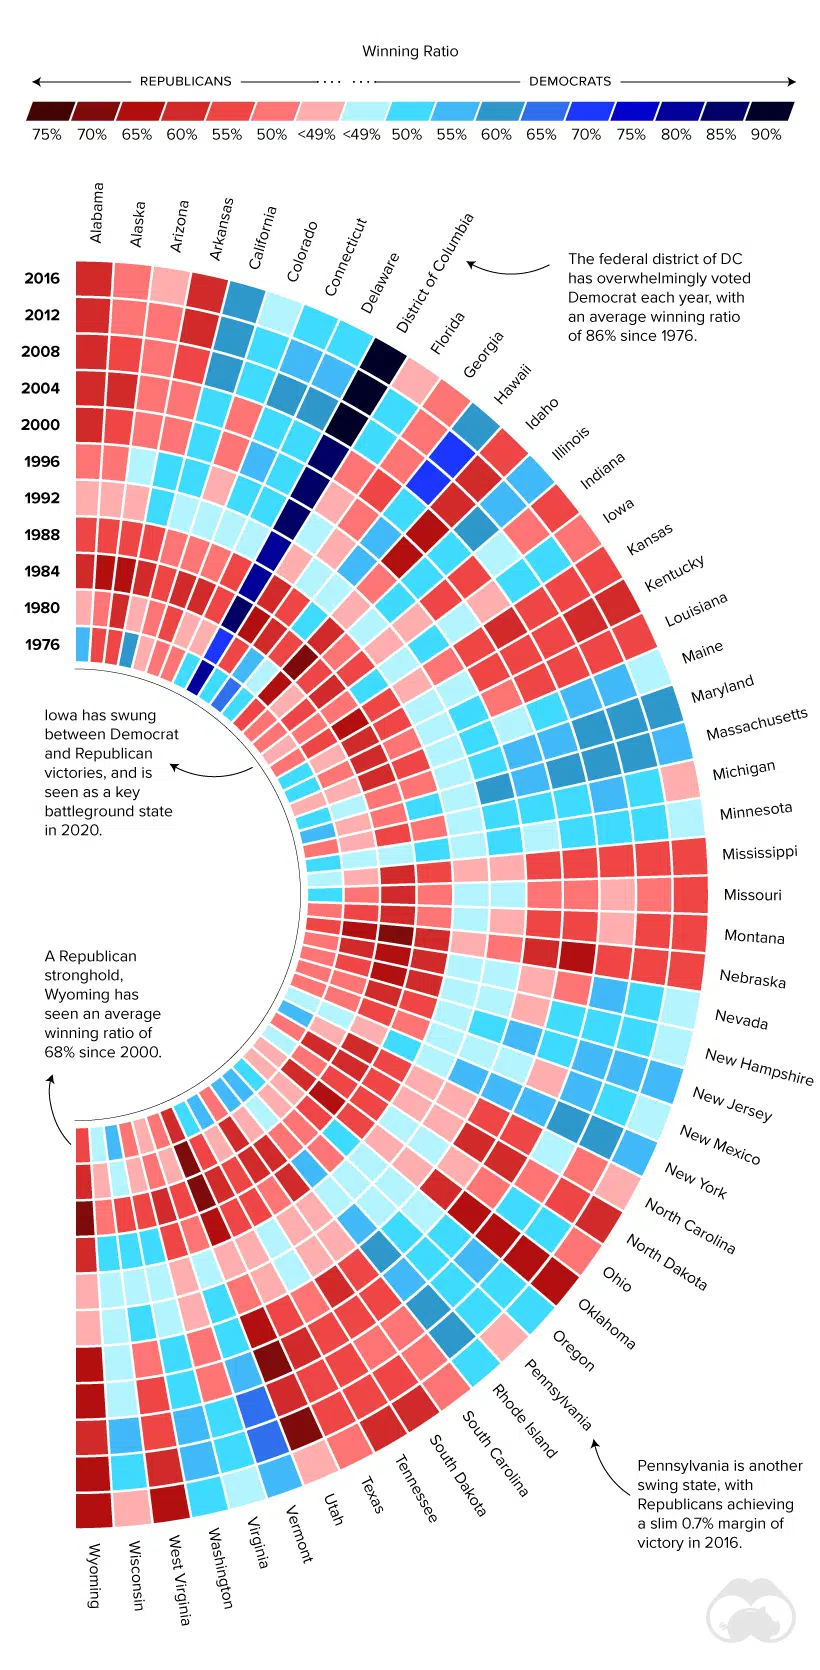 Winning Ratio
REPUBLICANS
DEMOCRATS
75% 70% 65% 60% 55% 50% <49% <49% 50% 55% 60% 65% 70% 75% 80% 85% 90%
Alabama
Alaska
Arizona
Arkansas
California
Colorado
Connecticut
Delaware
District of Columbia
Florida
Georgia
Hawaii
Idaho
Illinois
Indiana
Iowa
Kansas
Kentucky
Louisiana
Maine
Maryland
Massachusetts
Michigan
Minnesota
Mississippi
Missouri
Montana
Nebraska
Nevada
New Hampshire
New Jersey
New Mexico
New York
North Carolina
North Dakota
Ohio
Oklahoma
Oregon
Pennsylvania
Rhode Island
South Carolina
South Dakota
Tennessee
Texas
Utah
Vermont
Virginia
Washington
West Virginia
Wisconsin
Wyoming
2016
2012
2008
2004
2000
1996
1992
1988
1984
1980
1976
The federal district of DC
has overwhelmingly voted
Democrat each year, with
an average winning ratio
of 86% since 1976.
Iowa has swung
between Democrat
and Republican
victories, and is
seen as a key
battleground state
in 2020.
A Republican
stronghold,
Wyoming has
seen an average
winning ratio of
68% since 2000.
Pennsylvania is another
swing state, with
Republicans achieving
a slim 0.7% margin of
victory in 2016.